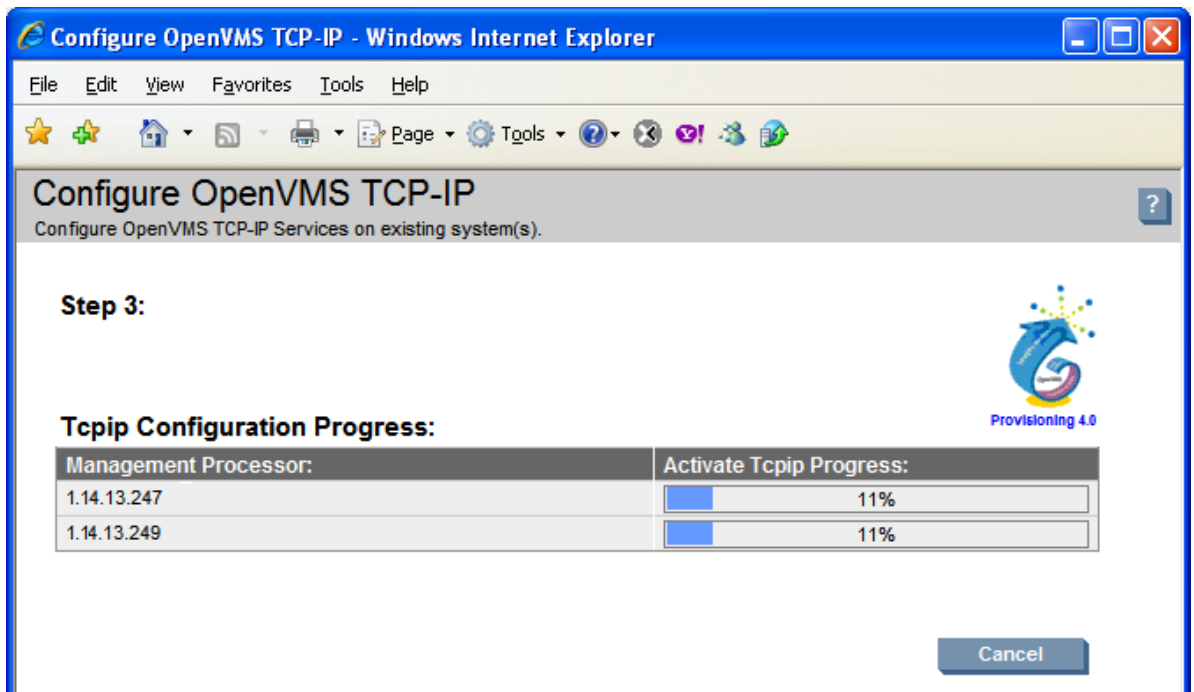 Configure OpenVMS TCP-IP - Windows Internet Explorer
File Edit View Favorites Tools Help
Page Tools
Configure OpenVMS TCP-IP
?
Configure OpenVMS TCP-IP Services on existing system(s).
Step 3:
OpenVMS
Provisioning 4.0
Tcpip Configuration Progress:
Management Processor: Activate Tcpip Progress:
1.14.13.247 11%
1.14.13.249 11%
Cancel